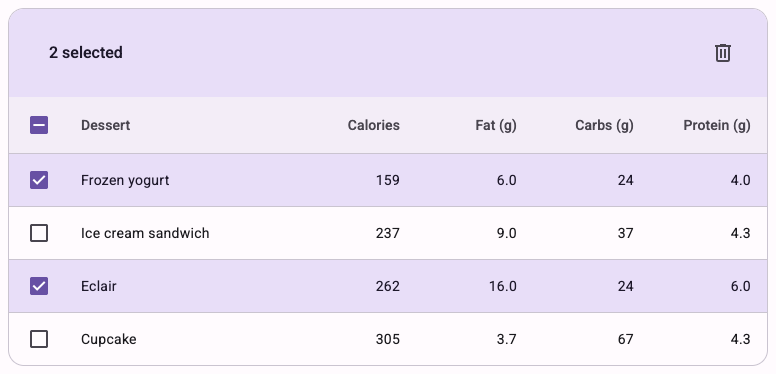 2 selected
Dessert Calories Fat (g) Carbs (g) Protein (g)
Frozen yogurt 159 6.0 24 4.0
Ice cream sandwich 237 9.0 37 4.3
Eclair 262 16.0 24 6.0
Cupcake 305 3.7 67 4.3